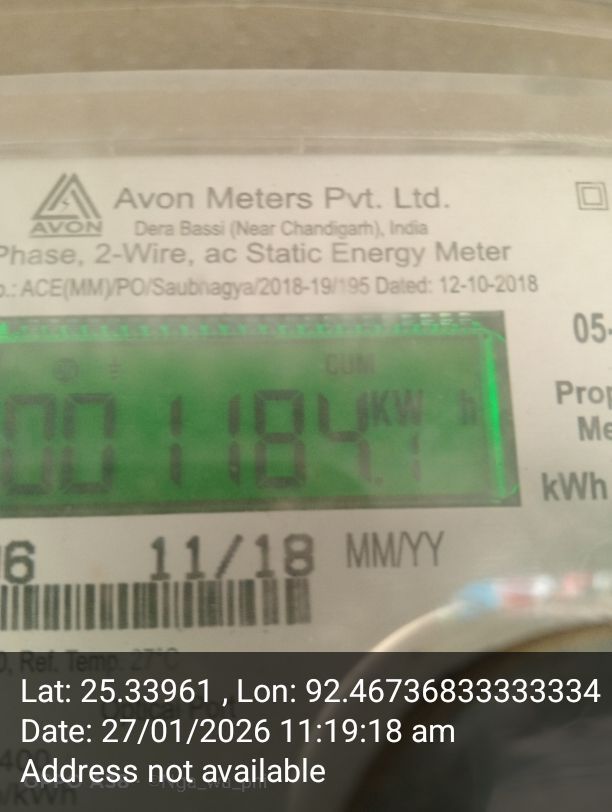 Avon Meters Pvt. Ltd.
AVON
Dera Bassi (Near Chandigarh), India
Phase, 2-Wire, ac Static Energy Meter
.: ACE(MM)/PO/Saubhagya/2018-19/195 Dated: 12-10-2018
05-
CUM
001184.1 KW h
kWh
6 11/18 MM/YY
Ref. Temp. 27°C
Lat: 25.33961 , Lon: 92.46736833333334
Date: 27/01/2026 11:19:18 am
Address not available